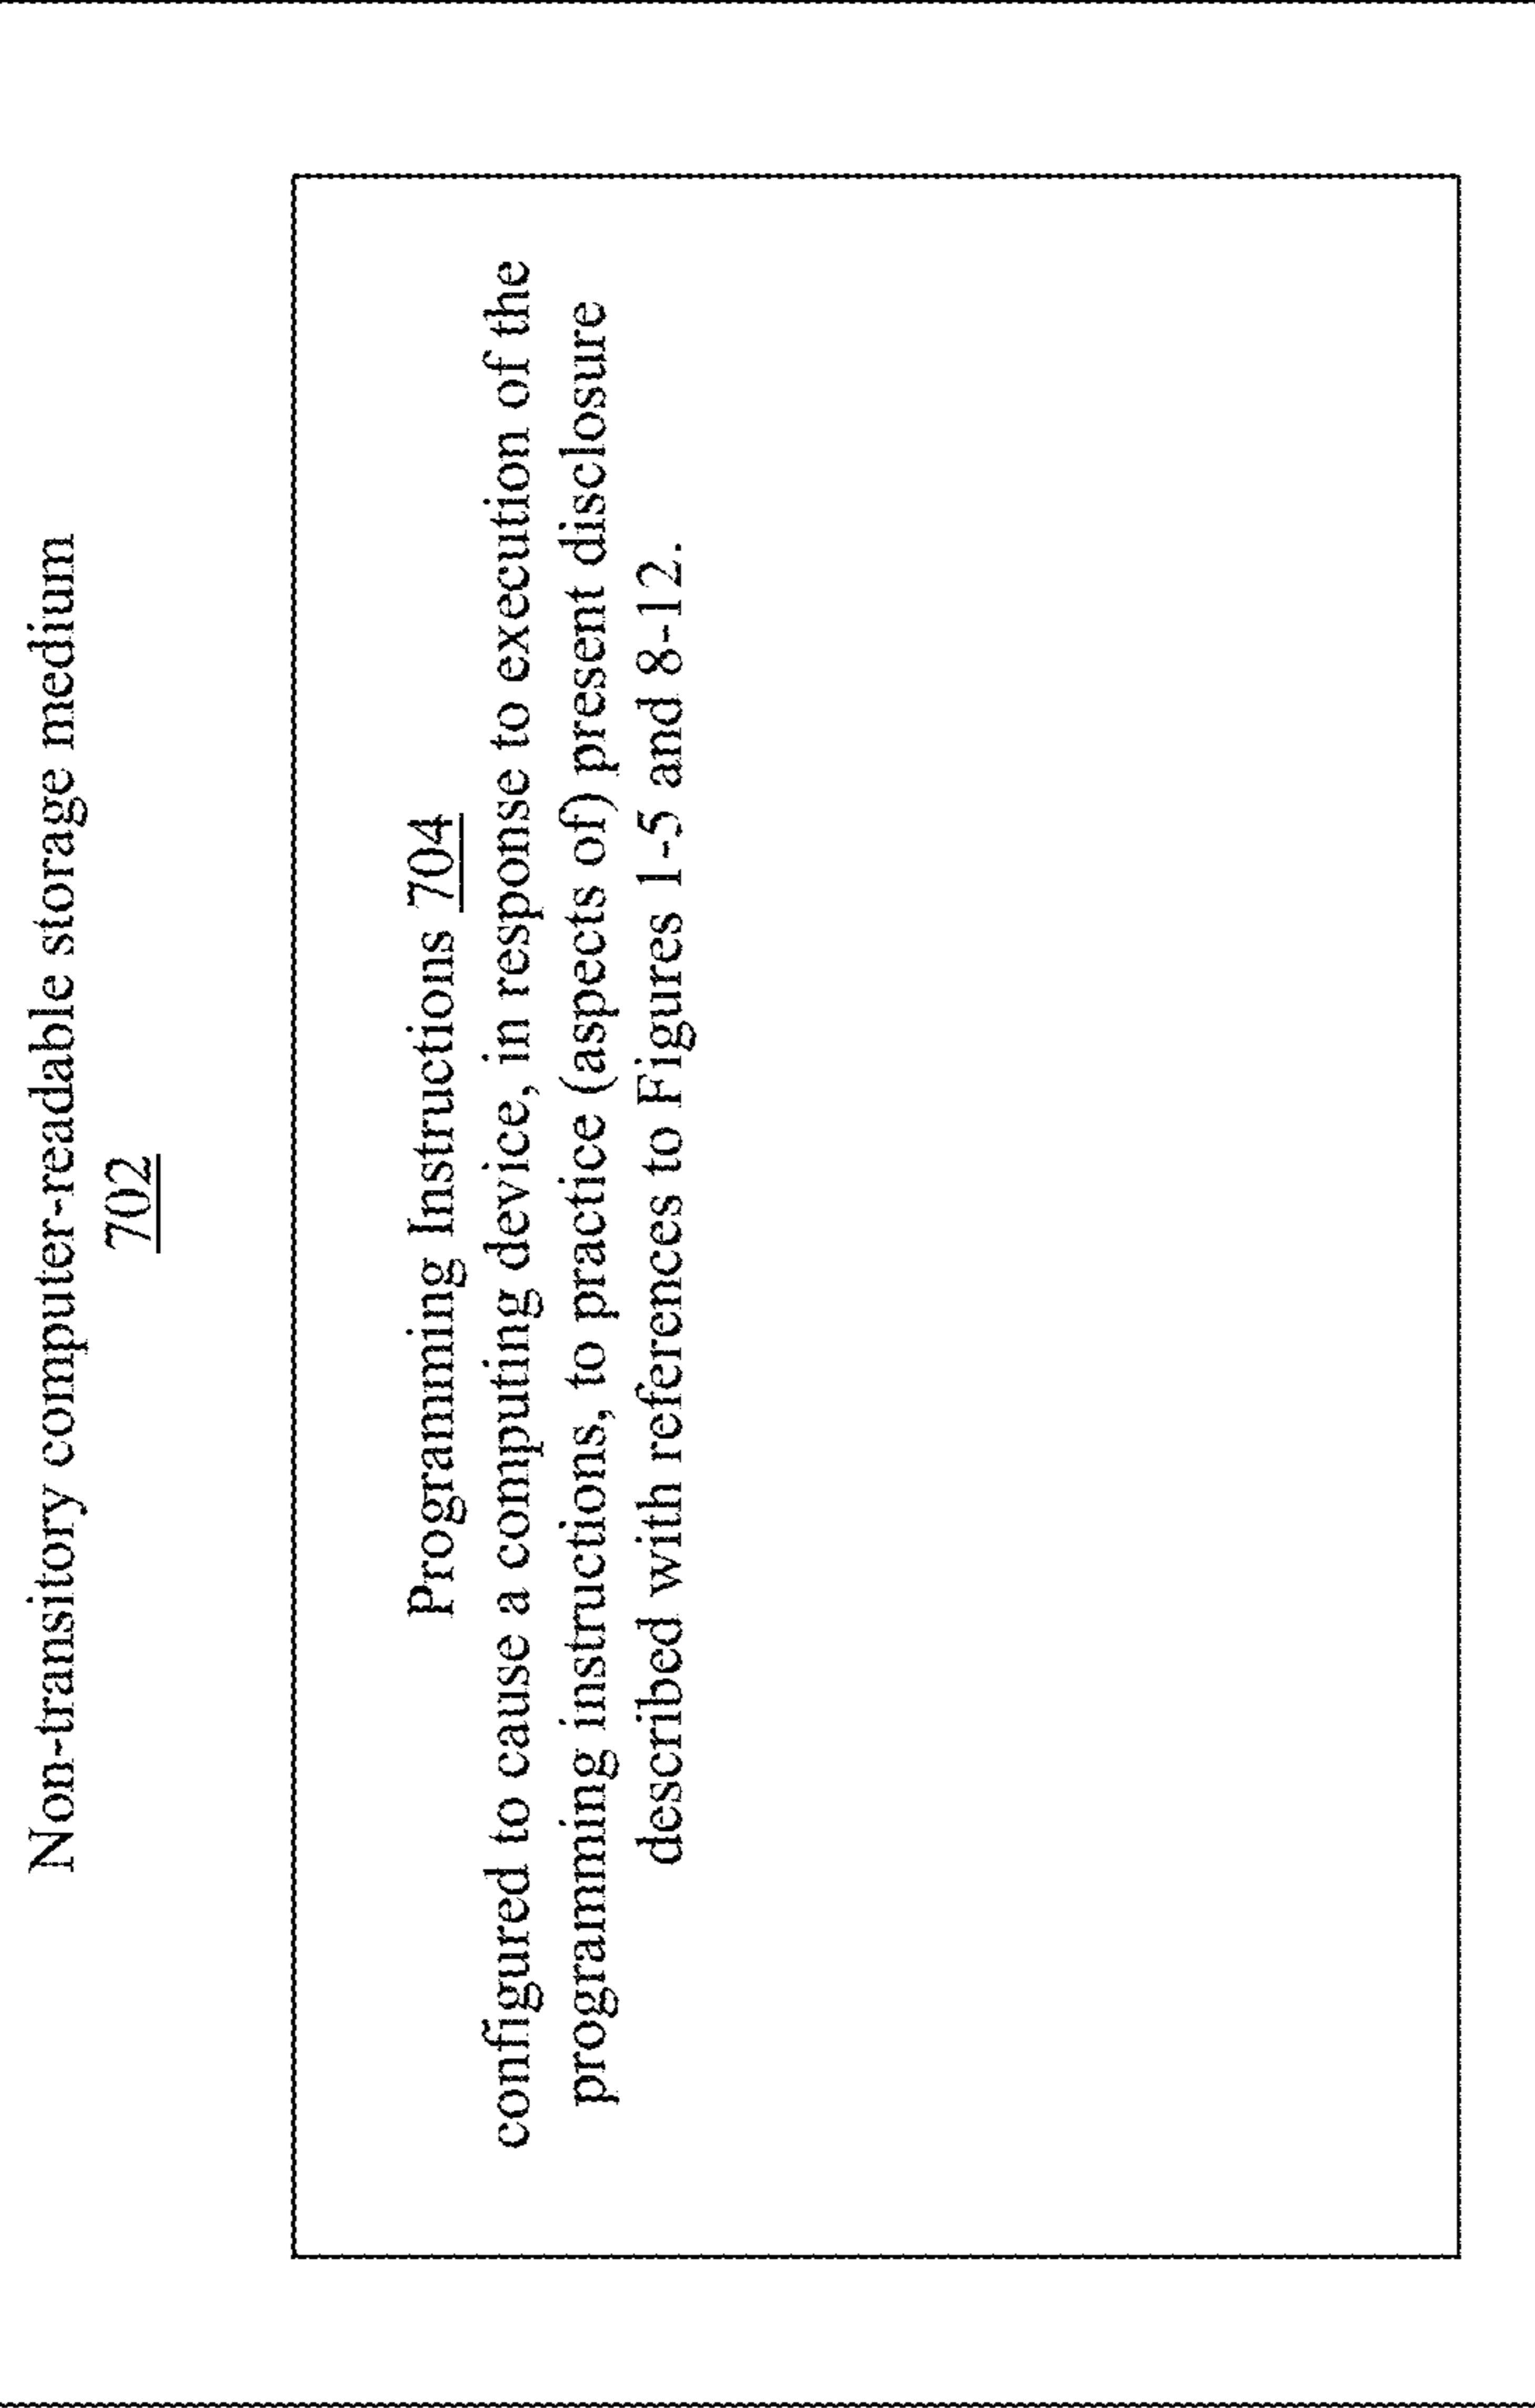 Non-transitory computer-readable storage medium
702
Programming Instructions 704
configured to cause a computing device, in response to execution of the
programming instructions, to practice (aspects of) present disclosure
described with references to Figures 1-5 and 8-12.